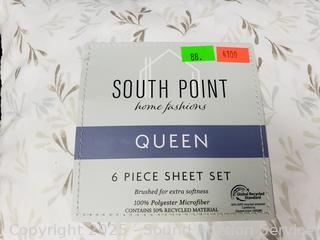 88. 4300
SOUTH POINT
home fashions
QUEEN
6 PIECE SHEET SET
Brushed for extra softness
100% Polyester Microfiber
CONTAINS 50% RECYCLED MATERIAL
Global Recycled
Standard